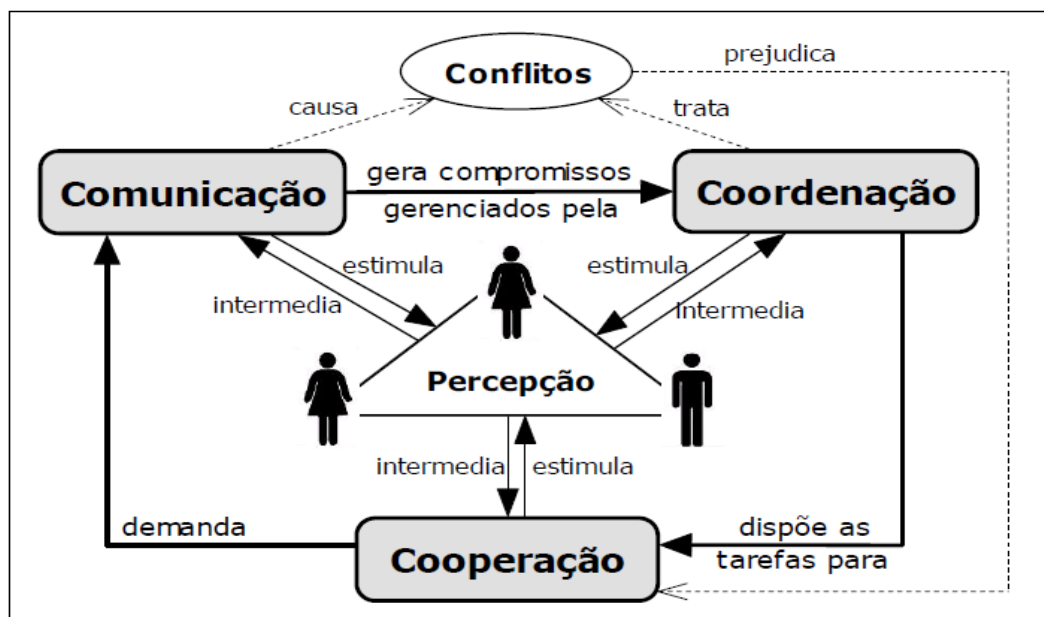 Conflitos
prejudica
causa
trata
Comunicação
gera compromissos
gerenciados pela
Coordenação
estimula
estimula
intermedia
Intermedia
Percepção
intermedia
estimula
demanda
dispõe as
tarefas para
Cooperação